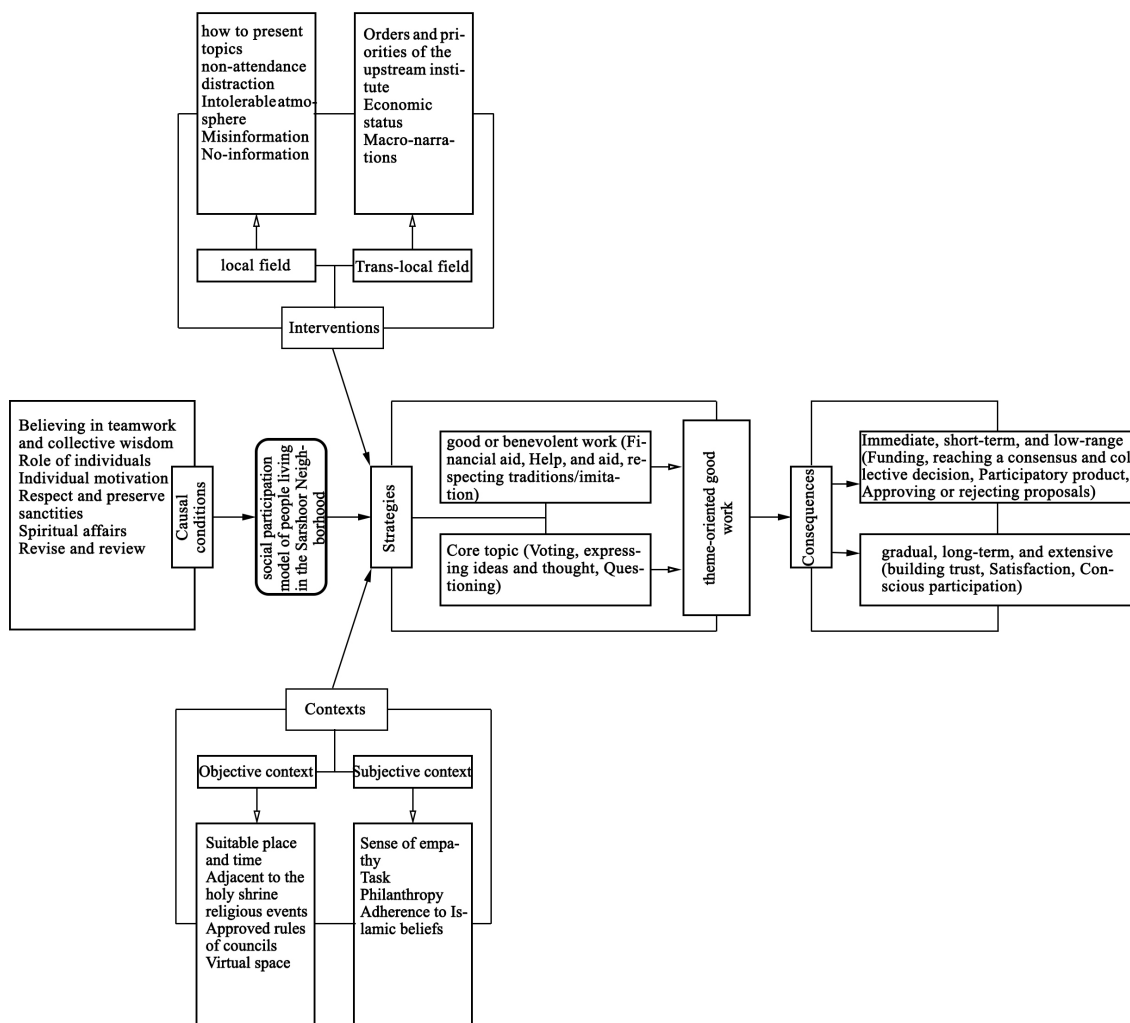 how to present
topics
non-attendance
distraction
Intolerable atmo-
sphere
Misinformation
No-information
Orders and pri-
orities of the
upstream insti-
tute
Economic
status
Macro-narra-
tions
local field
Trans-local field
Interventions
Believing in teamwork
and collective wisdom
Role of individuals
Individual motivation
Respect and preserve
sanctities
Spiritual affairs
Revise and review
Causal
conditions
social participation
model of people living
in the Sarshoor Neigh-
borhood
Strategies
good or benevolent work (Fi-
nancial aid, Help, and aid, re-
specting traditions/imita-
tion)
Core topic (Voting, express-
ing ideas and thought, Ques-
tioning)
theme-oriented good
work
Consequences
Immediate, short-term, and low-range
(Funding, reaching a consensus and col
lective decision, Participatory product,
Approving or rejecting proposals)
gradual, long-term, and extensive
(building trust, Satisfaction, Con-
scious participation)
Contexts
Objective context
Subjective context
Suitable place
and time
Adjacent to the
holy shrine
religious events
Approved rules
of councils
Virtual space
Sense of empa-
thy
Task
Philanthropy
Adherence to Is-
lamic beliefs